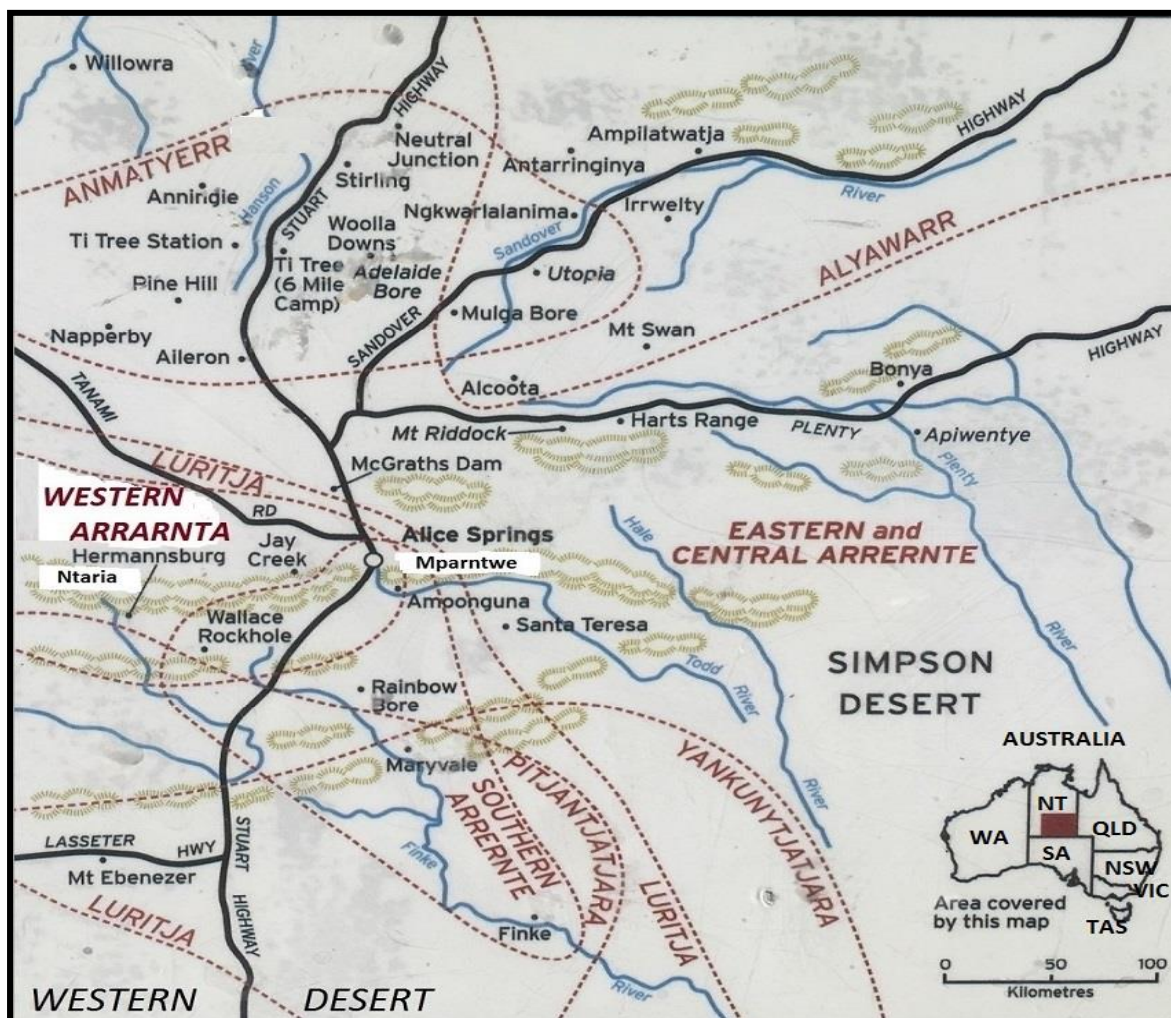 Willowra
River
HIGHWAY
HIGHWAY
Neutral
Junction
Ampilatwatja
ANMATYERR
Antarringinya
Stirling
River
Anningie
Hanson
STUART
Woolla
Downs
Ngkwarlalanima
Irrwelty
Ti Tree Station
Sandover
ALYAWARR
Ti Tree
(6 Mile
Camp)
Adelaide
Bore
Utopia
Pine Hill
Mulga Bore
Mt Swan
Napperby
SANDOVER
Aileron
HIGHWAY
Bonya
TANAMI
Alcoota
Mt Riddock
Harts Range
PLENTY
Apiwentye
LURITJA
McGraths Dam
Plenty
WESTERN
ARRARNTA
RD
Hale
EASTERN and
CENTRAL ARRERNTE
Jay
Creek
Alice Springs
Hermannsburg
Mparntwe
Ntaria
Amponguna
Wallace
Rockhole
Santa Teresa
River
SIMPSON
DESERT
Todd
River
Rainbow
Bore
AUSTRALIA
Maryvale
PITJANTJATJARA
YANKUNYTJATJARA
SOUTHERN
ARRERNTE
River
NT
WA
QLD
SA
NSW
VIC
TAS
Area covered
by this map
LASSETER
HWY
STUART
HIGHWAY
Finke
Mt Ebenezer
LURITJA
LURITJA
Finke
River
0 50 100
Kilometres
WESTERN DESERT